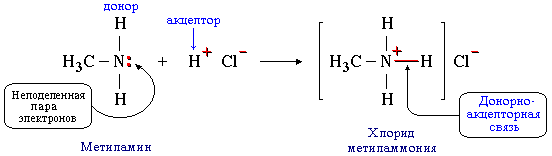 донор
акцептор
H
H
H₃C—N: + H⁺ Cl⁻ → H₃C—N⁺—H Cl⁻
H
H
Неподеленная
пара
электронов
Донорно-
акцепторная
связь
Метиламин
Хлорид
метиламмония